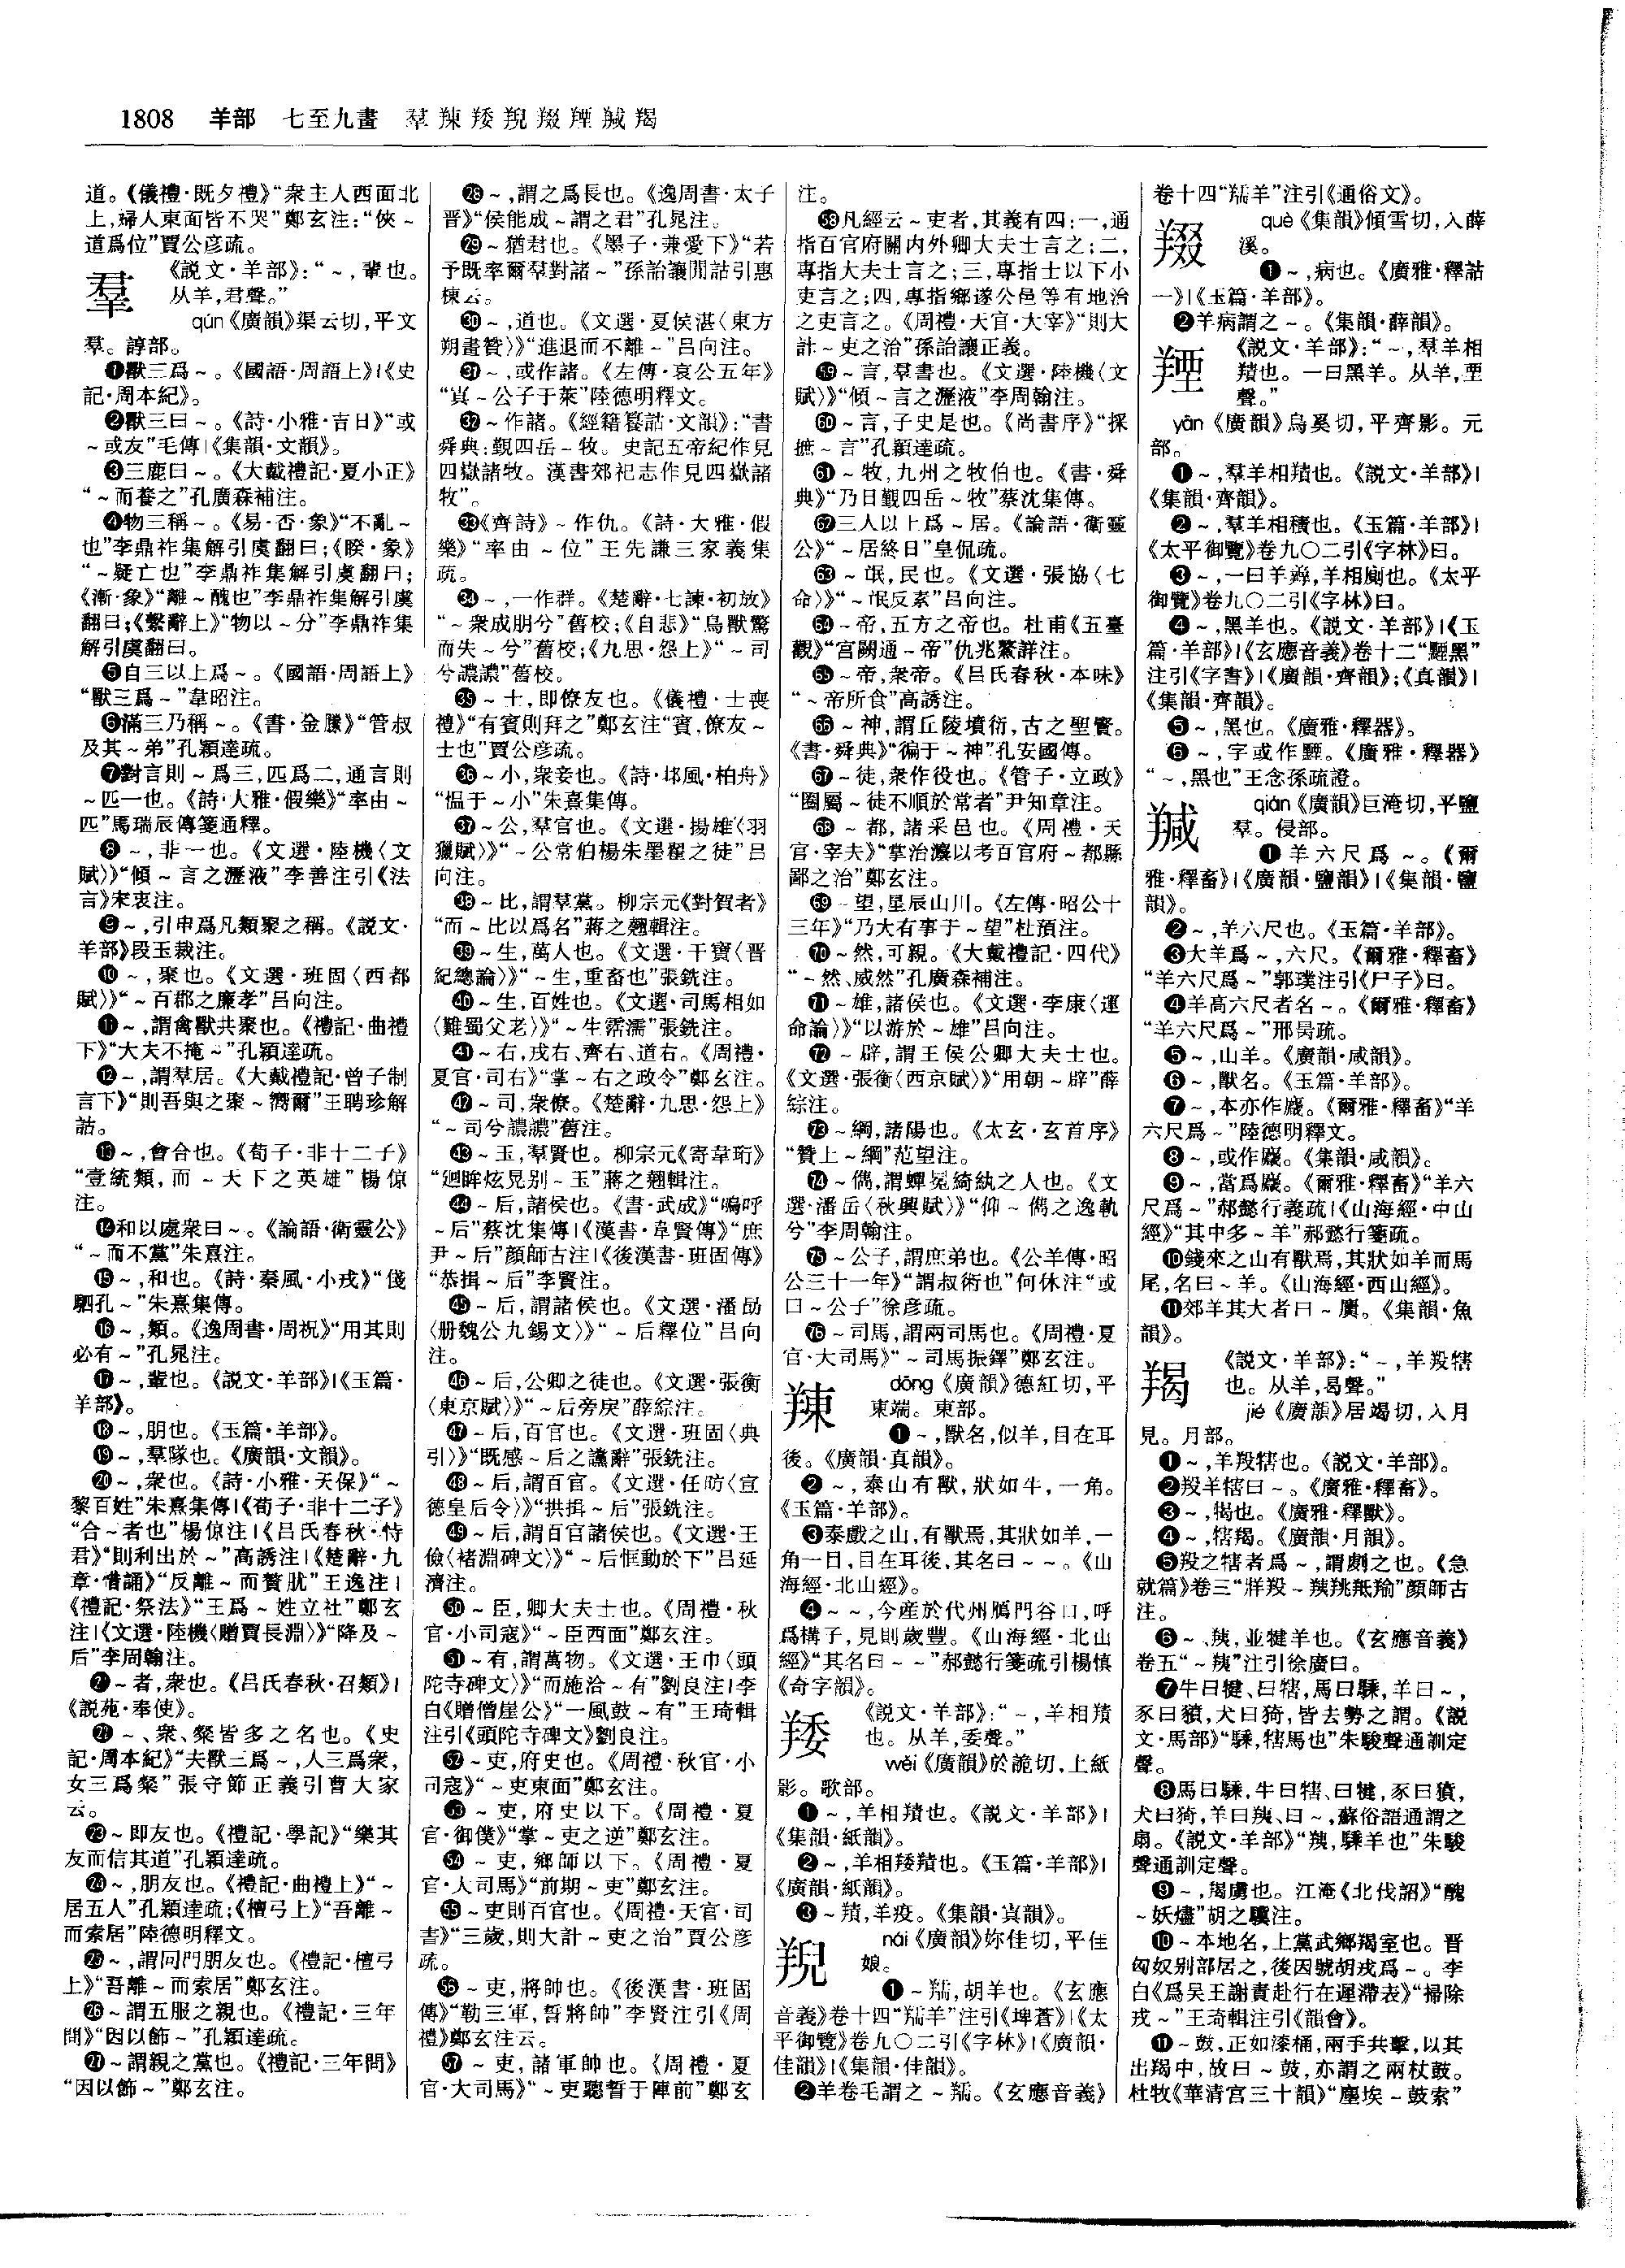 1808 羊部 七至九畫 羣 羫 羠 羦 羪 羥 羬 羯
道。《儀禮·既夕禮》“衆主人西面北
上,婦人東面皆不哭”鄭玄注:“俠~
道爲位”賈公彦疏。
羣 《説文·羊部》:“~,輩也。
从羊,君聲。”
qún《廣韻》渠云切,平文
羣。諄部。
❶獸三爲~。《國語·周語上》|《史
記·周本紀》。
❷獸三曰~。《詩·小雅·吉日》“或
~或友”毛傳|《集韻·文韻》。
❸三鹿曰~。《大戴禮記·夏小正》
“~而養之”孔廣森補注。
❹物三稱~。《易·否·象》“不亂~
也”李鼎祚集解引虞翻曰;《睽·象》
“~疑亡也”李鼎祚集解引虞翻曰;
《漸·象》“離~醜也”李鼎祚集解引虞
翻曰;《繫辭上》“物以~分”李鼎祚集
解引虞翻曰。
❺自三以上爲~。《國語·周語上》
“獸三爲~”韋昭注。
❻滿三乃稱~。《書·金縢》“管叔
及其~弟”孔穎達疏。
❼對言則~爲三,匹爲二,通言則
~匹一也。《詩·大雅·假樂》“率由~
匹”馬瑞辰傳箋通釋。
❽~,非一也。《文選·陸機〈文
賦〉》“傾~言之瀝液”李善注引《法
言》宋衷注。
❾~,引申爲凡類聚之稱。《説文·
羊部》段玉裁注。
❿~,聚也。《文選·班固〈西都
賦〉》“~百郡之廉孝”吕向注。
⓫~,謂禽獸共聚也。《禮記·曲禮
下》“大夫不掩~”孔穎達疏。
⓬~,謂羣居。《大戴禮記·曾子制
言下》“則吾與之聚~嚮爾”王聘珍解
詁。
⓭~,會合也。《荀子·非十二子》
“壹統類,而~天下之英雄”楊倞
注。
⓮和以處衆曰~。《論語·衛靈公》
“~而不黨”朱熹注。
⓯~,和也。《詩·秦風·小戎》“俴
駟孔~”朱熹集傳。
⓰~,類。《逸周書·周祝》“用其則
必有~”孔晁注。
⓱~,輩也。《説文·羊部》|《玉篇·
羊部》。
⓲~,朋也。《玉篇·羊部》。
⓳~,羣隊也。《廣韻·文韻》。
⓴~,衆也。《詩·小雅·天保》“~
黎百姓”朱熹集傳|《荀子·非十二子》
“合~者也”楊倞注|《吕氏春秋·恃
君》“則利出於~”高誘注|《楚辭·九
章·惜誦》“反離~而贅肬”王逸注|
《禮記·祭法》“王爲~姓立社”鄭玄
注|《文選·陸機〈贈賈長淵〉》“降及~
后”李周翰注。
㉑~者,衆也。《吕氏春秋·召類》|
《説苑·奉使》。
㉒~、衆、粲皆多之名也。《史
記·周本紀》“夫獸三爲~,人三爲衆,
女三爲粲”張守節正義引曹大家
云。
㉓~即友也。《禮記·學記》“樂其
友而信其道”孔穎達疏。
㉔~,朋友也。《禮記·曲禮上》“~
居五人”孔穎達疏;《檀弓上》“吾離~
而索居”陸德明釋文。
㉕~,謂同門朋友也。《禮記·檀弓
上》“吾離~而索居”鄭玄注。
㉖~謂五服之親也。《禮記·三年
問》“因以飾~”孔穎達疏。
㉗~謂親之黨也。《禮記·三年問》
“因以飾~”鄭玄注。
㉘~,謂之爲長也。《逸周書·太子
晋》“侯能成~謂之君”孔晁注。
㉙~猶君也。《墨子·兼愛下》“若
予既率爾羣對諸~”孫詒讓閒詁引惠
棟云。
㉚~,道也。《文選·夏侯湛〈東方
朔畫贊〉》“進退而不離~”吕向注。
㉛~,或作諸。《左傳·哀公五年》
“寘~公子于萊”陸德明釋文。
㉜~作諸。《經籍籑詁·文韻》:“書
舜典:覲四岳~牧。史記五帝紀作見
四嶽諸牧。漢書郊祀志作見四嶽諸
牧”。
㉝《齊詩》~作仇。《詩·大雅·假
樂》“率由~位”王先謙三家義集
疏。
㉞~,一作群。《楚辭·七諫·初放》
“~衆成朋兮”舊校;《自悲》“鳥獸驚
而失~兮”舊校;《九思·怨上》“~司
兮譨譨”舊校。
㉟~士,即僚友也。《儀禮·士喪
禮》“有賓則拜之”鄭玄注“賓,僚友~
士也”賈公彦疏。
㊱~小,衆妾也。《詩·邶風·柏舟》
“愠于~小”朱熹集傳。
㊲~公,羣官也。《文選·揚雄〈羽
獵賦〉》“~公常伯楊朱墨翟之徒”吕
向注。
㊳~比,謂羣黨。柳宗元《對賀者》
“而~比以爲名”蔣之翹輯注。
㊴~生,萬人也。《文選·干寶〈晋
紀總論〉》“~生,重畜也”張銑注。
㊵~生,百姓也。《文選·司馬相如
〈難蜀父老〉》“~生霑濡”張銑注。
㊶~右,戎右、齊右、道右。《周禮·
夏官·司右》“掌~右之政令”鄭玄注。
㊷~司,衆僚。《楚辭·九思·怨上》
“~司兮譨譨”舊注。
㊸~玉,羣賢也。柳宗元《寄韋珩》
“迴眸炫晃别~玉”蔣之翹輯注。
㊹~后,諸侯也。《書·武成》“嗚呼
~后”蔡沈集傳|《漢書·韋賢傳》“庶
尹~后”顔師古注|《後漢書·班固傳》
“恭揖~后”李賢注。
㊺~后,謂諸侯也。《文選·潘勗
〈册魏公九錫文〉》“~后釋位”吕向
注。
㊻~后,公卿之徒也。《文選·張衡
〈東京賦〉》“~后旁戾”薛綜注。
㊼~后,百官也。《文選·班固〈典
引〉》“既感~后之讜辭”張銑注。
㊽~后,謂百官。《文選·任昉〈宣
德皇后令〉》“拱揖~后”張銑注。
㊾~后,謂百官諸侯也。《文選·王
儉〈褚淵碑文〉》“~后恇動於下”吕延
濟注。
㊿~臣,卿大夫士也。《周禮·秋
官·小司寇》“~臣西面”鄭玄注。
51~有,謂萬物。《文選·王巾〈頭
陀寺碑文〉》“而施洽~有”劉良注|李
白《贈僧崖公》“一風鼓~有”王琦輯
注引《頭陀寺碑文》劉良注。
52~吏,府史也。《周禮·秋官·小
司寇》“~吏東面”鄭玄注。
53~吏,府史以下。《周禮·夏
官·御僕》“掌~吏之逆”鄭玄注。
54~吏,鄉師以下。《周禮·夏
官·大司馬》“前期~吏”鄭玄注。
55~吏則百官也。《周禮·天官·司
書》“三歲,則大計~吏之治”賈公彦
疏。
56~吏,將帥也。《後漢書·班固
傳》“勒三軍,誓將帥”李賢注引《周
禮》鄭玄注云。
57~吏,諸軍帥也。《周禮·夏
官·大司馬》“~吏聽誓于陣前”鄭玄
注。
58凡經云~吏者,其義有四:一,通
指百官府關内外卿大夫士言之;二,
專指大夫士言之;三,專指士以下小
吏言之;四,專指鄉遂公邑等有地治
之吏言之。《周禮·天官·大宰》“則大
計~吏之治”孫詒讓正義。
59~言,羣書也。《文選·陸機〈文
賦〉》“傾~言之瀝液”李周翰注。
60~言,子史是也。《尚書序》“採
摭~言”孔穎達疏。
61~牧,九州之牧伯也。《書·舜
典》“乃日覲四岳~牧”蔡沈集傳。
62三人以上爲~居。《論語·衛靈
公》“~居終日”皇侃疏。
63~氓,民也。《文選·張協〈七
命〉》“~氓反素”吕向注。
64~帝,五方之帝也。杜甫《五臺
觀》“宫闕通~帝”仇兆鰲詳注。
65~帝,衆帝。《吕氏春秋·本味》
“~帝所食”高誘注。
66~神,謂丘陵墳衍,古之聖賢。
《書·舜典》“徧于~神”孔安國傳。
67~徒,衆作役也。《管子·立政》
“圈屬~徒不順於常者”尹知章注。
68~都,諸采邑也。《周禮·天
官·宰夫》“掌治灋以考百官府~都縣
鄙之治”鄭玄注。
69~望,星辰山川。《左傳·昭公十
三年》“乃大有事于~望”杜預注。
70~然,可親。《大戴禮記·四代》
“~然、威然”孔廣森補注。
71~雄,諸侯也。《文選·李康〈運
命論〉》“以游於~雄”吕向注。
72~辟,謂王侯公卿大夫士也。
《文選·張衡〈西京賦〉》“用朝~辟”薛
綜注。
73~綱,諸陽也。《太玄·玄首序》
“贊上~綱”范望注。
74~儁,謂蟬冕綺紈之人也。《文
選·潘岳〈秋興賦〉》“仰~儁之逸軌
兮”李周翰注。
75~公子,謂庶弟也。《公羊傳·昭
公三十一年》“謂叔術也”何休注“或
曰~公子”徐彦疏。
76~司馬,謂兩司馬也。《周禮·夏
官·大司馬》“~司馬振鐸”鄭玄注。
䍶 dōng《廣韻》德紅切,平
東端。東部。
❶~,獸名,似羊,目在耳
後。《廣韻·真韻》。
❷~,泰山有獸,狀如牛,一角。
《玉篇·羊部》。
❸泰戲之山,有獸焉,其狀如羊,一
角一目,目在耳後,其名曰~~。《山
海經·北山經》。
❹~~,今産於代州鴈門谷口,呼
爲構子,見則歲豐。《山海經·北山
經》“其名曰~~”郝懿行箋疏引楊慎
《奇字韻》。
䍴 《説文·羊部》:“~,羊相䍱
也。从羊,委聲。”
wěi《廣韻》於詭切,上紙
影。歌部。
❶~,羊相䍱也。《説文·羊部》|
《集韻·紙韻》。
❷~,羊相䍴䍱也。《玉篇·羊部》|
《廣韻·紙韻》。
❸~䍱,羊疫。《集韻·真韻》。
nái《廣韻》妳佳切,平佳
娘。
❶~羺,胡羊也。《玄應
音義》卷十四“羺羊”注引《埤蒼》|《太
平御覽》卷九〇二引《字林》|《廣韻·
佳韻》|《集韻·佳韻》。
❷羊卷毛謂之~羺。《玄應音義》
卷十四“羺羊”注引《通俗文》。
què《集韻》傾雪切,入薛
溪。
❶~,病也。《廣雅·釋詁
一》|《玉篇·羊部》。
❷羊病謂之~。《集韻·薛韻》。
《説文·羊部》:“~,羣羊相
䍱也。一曰黑羊。从羊,垔
聲。”
yān《廣韻》烏奚切,平齊影。元
部。
❶~,羣羊相䍱也。《説文·羊部》|
《集韻·齊韻》。
❷~,羣羊相積也。《玉篇·羊部》|
《太平御覽》卷九〇二引《字林》曰。
❸~,一曰羊,羊相厠也。《太平
御覽》卷九〇二引《字林》曰。
❹~,黑羊也。《説文·羊部》|《玉
篇·羊部》|《玄應音義》卷十二“黫黑”
注引《字書》|《廣韻·齊韻》;《真韻》|
《集韻·齊韻》。
❺~,黑也。《廣雅·釋器》。
❻~,字或作黫。《廣雅·釋器》
“~,黑也”王念孫疏證。
羬 qián《廣韻》巨淹切,平鹽
羣。侵部。
❶羊六尺爲~。《爾
雅·釋畜》|《廣韻·鹽韻》|《集韻·鹽
韻》。
❷~,羊六尺也。《玉篇·羊部》。
❸大羊爲~,六尺。《爾雅·釋畜》
“羊六尺爲~”郭璞注引《尸子》曰。
❹羊高六尺者名~。《爾雅·釋畜》
“羊六尺爲~”邢昺疏。
❺~,山羊。《廣韻·咸韻》。
❻~,獸名。《玉篇·羊部》。
❼~,本亦作麙。《爾雅·釋畜》“羊
六尺爲~”陸德明釋文。
❽~,或作麙。《集韻·咸韻》。
❾~,當爲麙。《爾雅·釋畜》“羊六
尺爲~”郝懿行義疏|《山海經·中山
經》“其中多~羊”郝懿行箋疏。
❿錢來之山有獸焉,其狀如羊而馬
尾,名曰~羊。《山海經·西山經》。
⓫郊羊其大者曰~麌。《集韻·魚
韻》。
羯 《説文·羊部》:“~,羊羖犗
也。从羊,曷聲。”
jié《廣韻》居竭切,入月
見。月部。
❶~,羊羖犗也。《説文·羊部》。
❷羖羊犗曰~。《廣雅·釋畜》。
❸~,㓭也。《廣雅·釋獸》。
❹~,犗羯。《廣韻·月韻》。
❺羖之犗者爲~,謂劇之也。《急
就篇》卷三“牂羖~羠羜羝羭”顔師古
注。
❻~、羠,並犍羊也。《玄應音義》
卷五“~羠”注引徐廣曰。
❼牛曰犍、曰犗,馬曰騬,羊曰~,
豕曰豶,犬曰猗,皆去勢之謂。《説
文·馬部》“騬,犗馬也”朱駿聲通訓定
聲。
❽馬曰騬,牛曰犗、曰犍,豕曰豶,
犬曰猗,羊曰羠、曰~,蘇俗語通謂之
扇。《説文·羊部》“羠,騬羊也”朱駿
聲通訓定聲。
❾~,羯虜也。江淹《北伐詔》“醜
~妖燼”胡之驥注。
❿~本地名,上黨武鄉羯室也。晋
匈奴别部居之,後因號胡戎爲~。李
白《爲吴王謝責赴行在遲滯表》“掃除
戎~”王琦輯注引《韻會》。
⓫~鼓,正如漆桶,兩手共擊,以其
出羯中,故曰~鼓,亦謂之兩杖鼓。
杜牧《華清宫三十韻》“塵埃~鼓索”